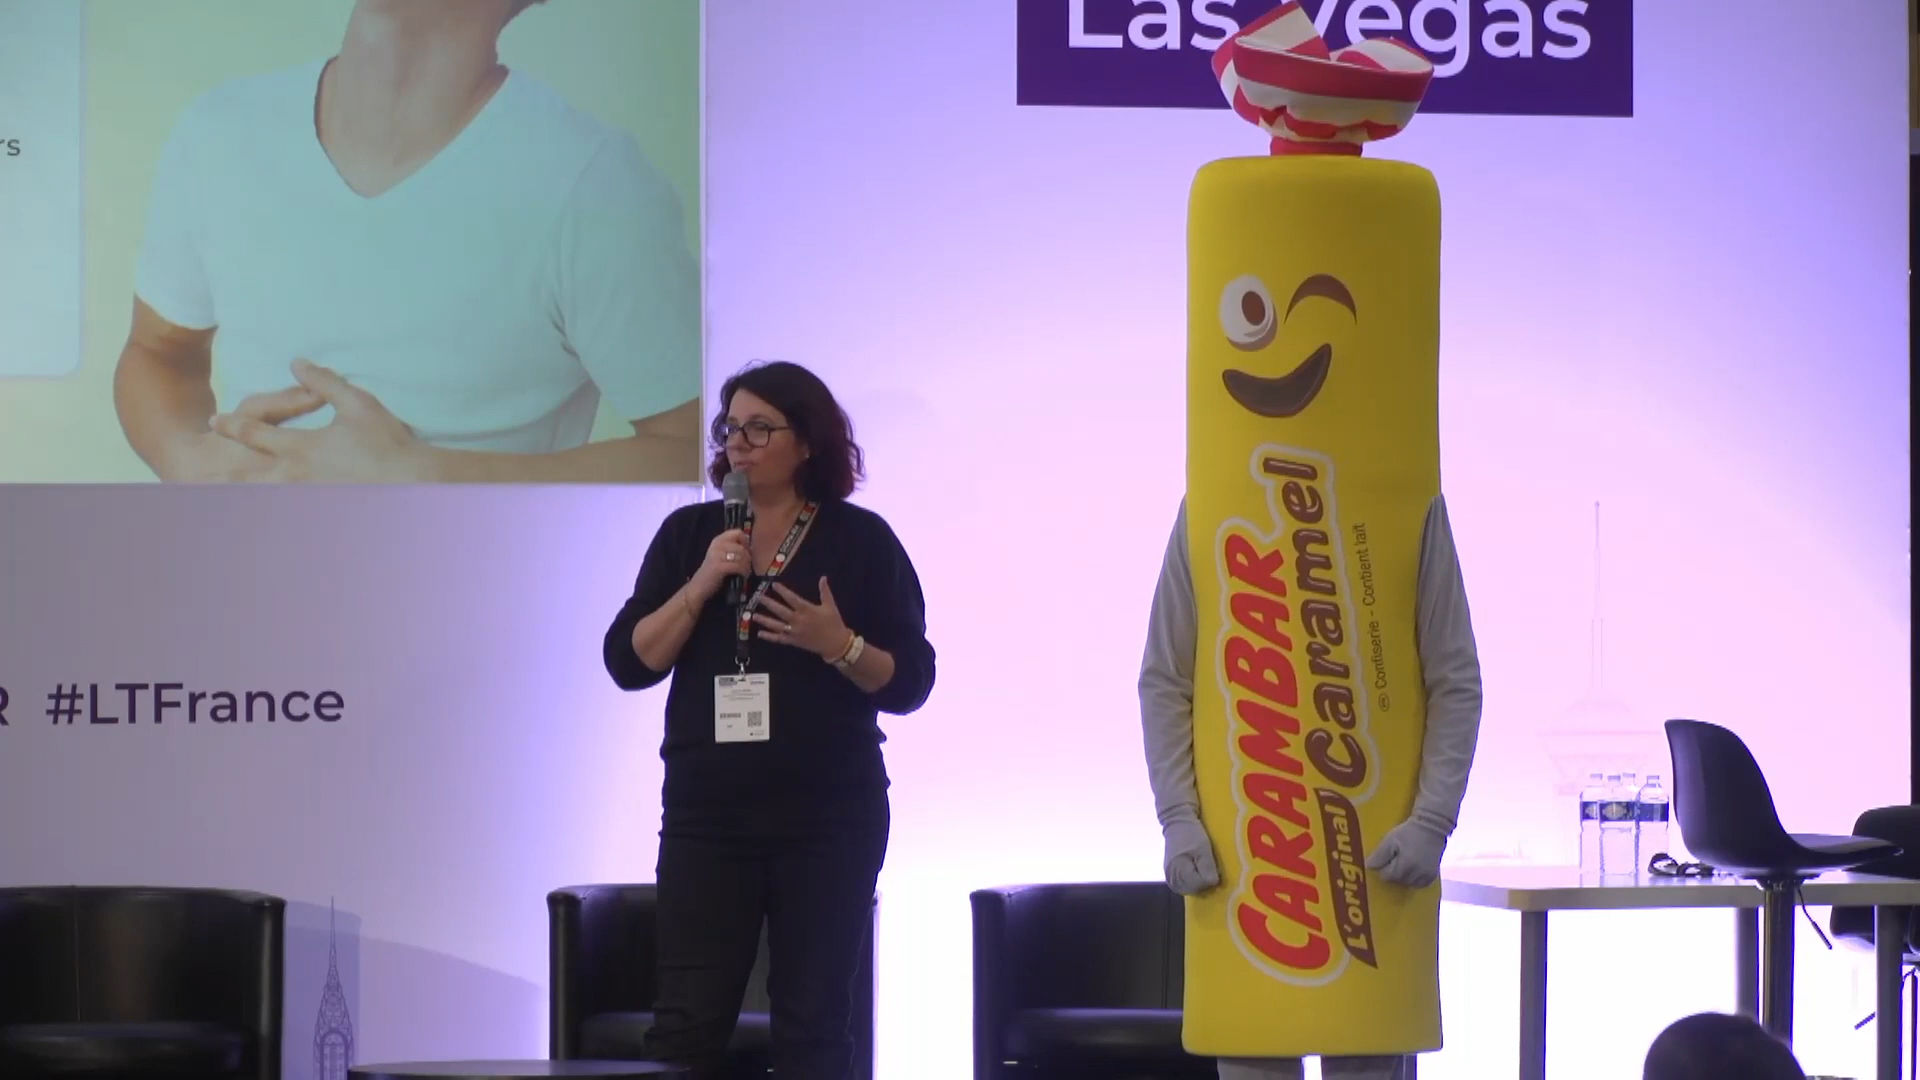 Las Vegas
rs
CARAMBAR
Caramel
L'original
Confiserie - Contient lait
R #LTFrance